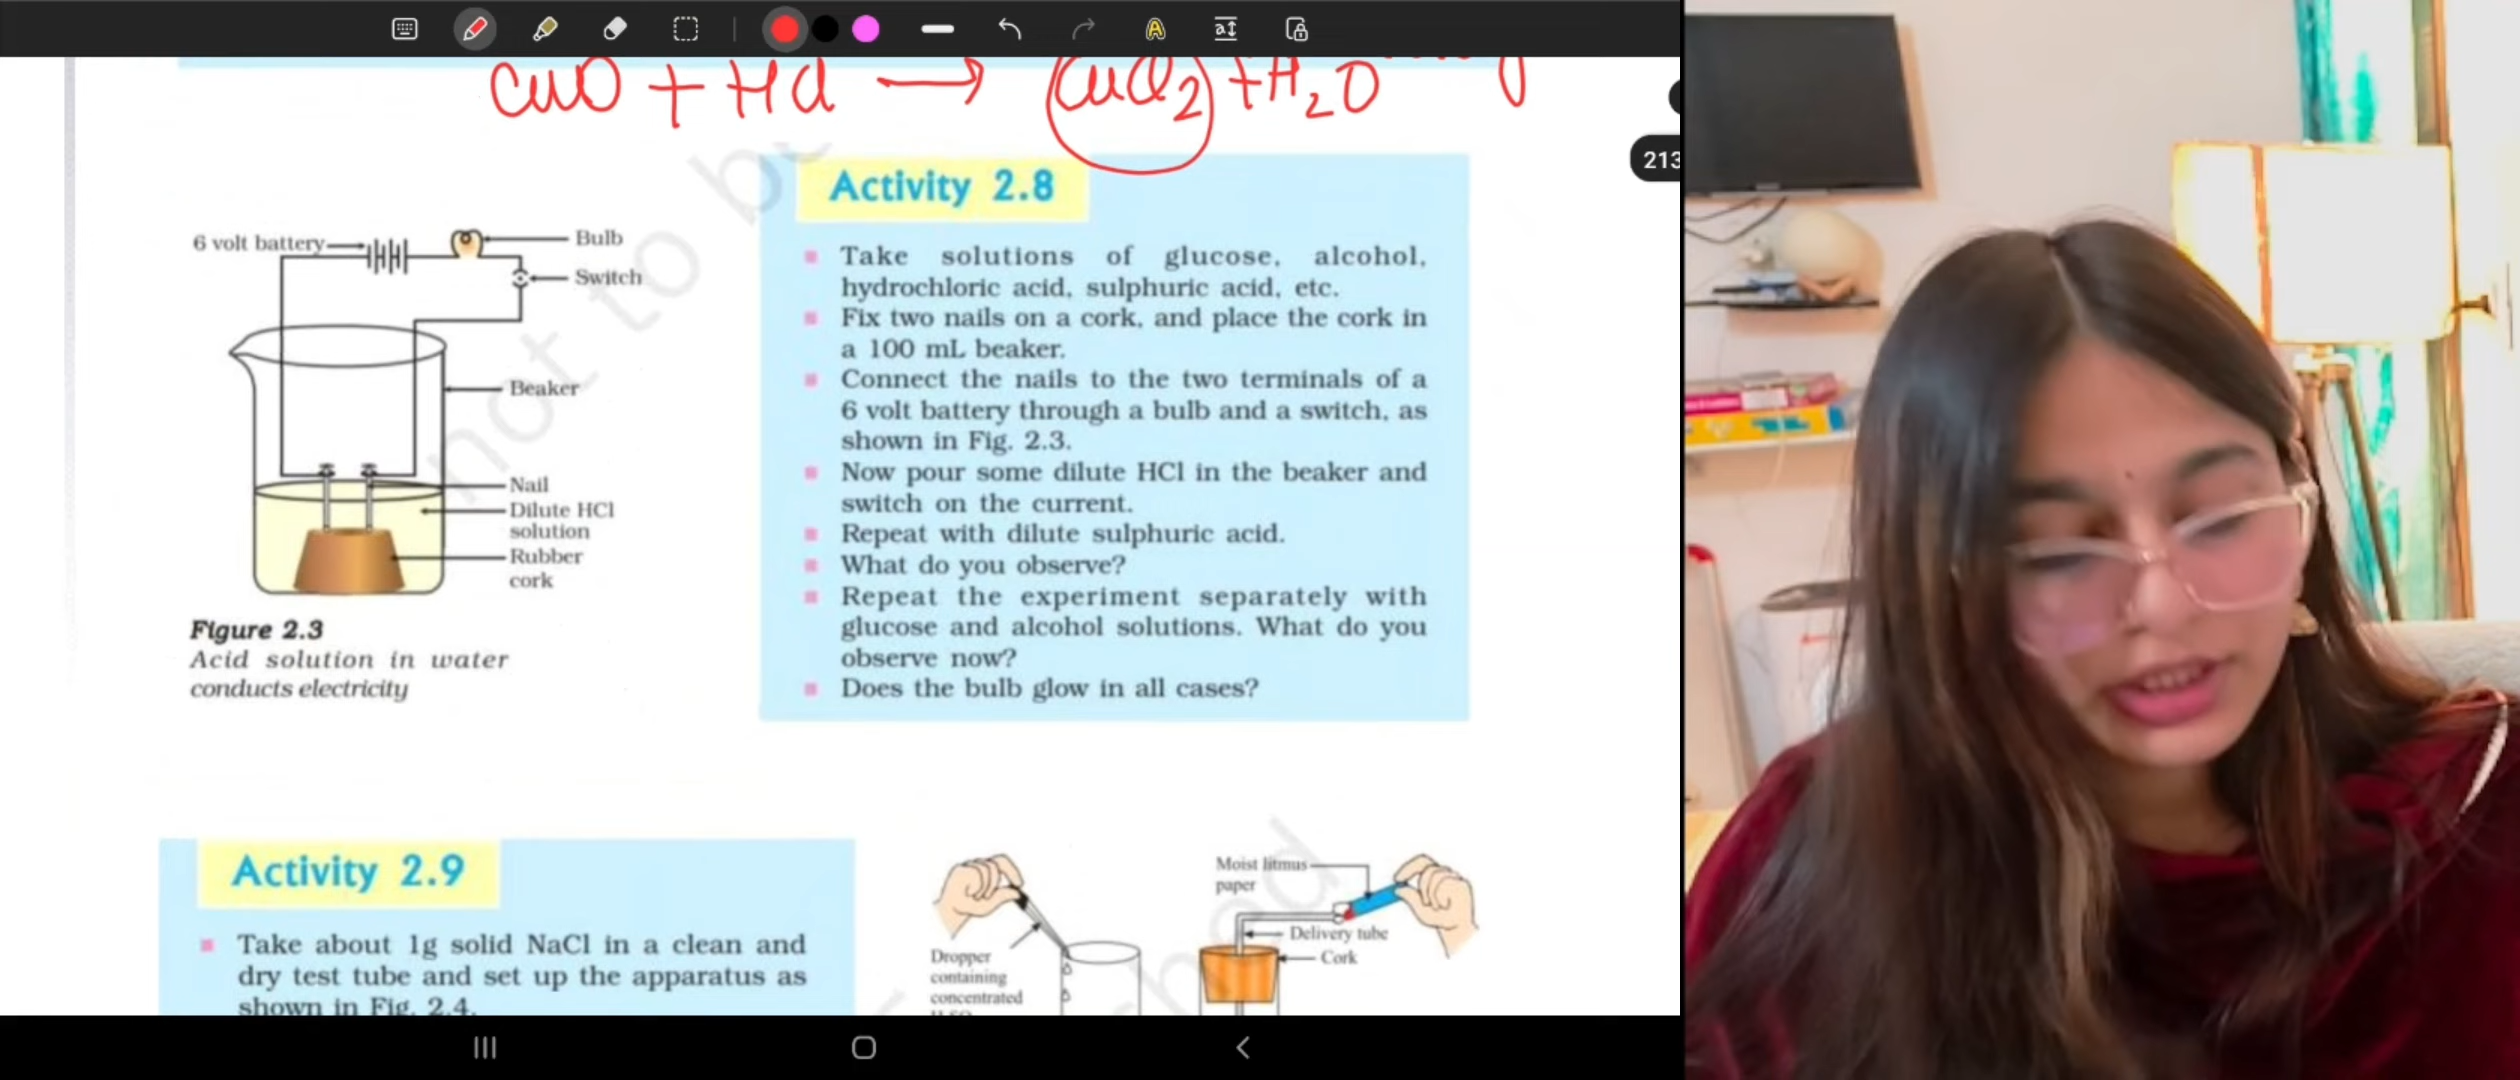 CuO + HCl → CuCl2 + H2O
213
Activity 2.8
Take solutions of glucose, alcohol,
hydrochloric acid, sulphuric acid, etc.
Fix two nails on a cork, and place the cork in
a 100 mL beaker.
Connect the nails to the two terminals of a
6 volt battery through a bulb and a switch, as
shown in Fig. 2.3.
Now pour some dilute HCl in the beaker and
switch on the current.
Repeat with dilute sulphuric acid.
What do you observe?
Repeat the experiment separately with
glucose and alcohol solutions. What do you
observe now?
Does the bulb glow in all cases?
6 volt battery
Bulb
Switch
Beaker
Nail
Dilute HCl
solution
Rubber
cork
Figure 2.3
Acid solution in water
conducts electricity
not to be
Activity 2.9
Take about 1g solid NaCl in a clean and
dry test tube and set up the apparatus as
shown in Fig. 2.4.
Dropper
containing
concentrated
Moist litmus
paper
Delivery tube
Cork